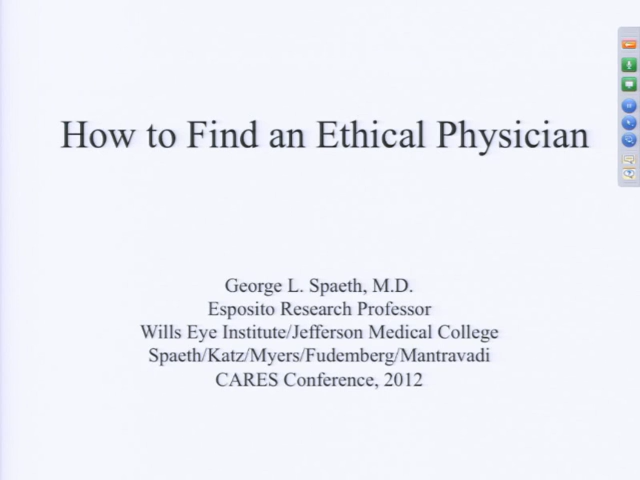 How to Find an Ethical Physician
George L. Spaeth, M.D.
Esposito Research Professor
Wills Eye Institute/Jefferson Medical College
Spaeth/Katz/Myers/Fudemberg/Mantravadi
CARES Conference, 2012